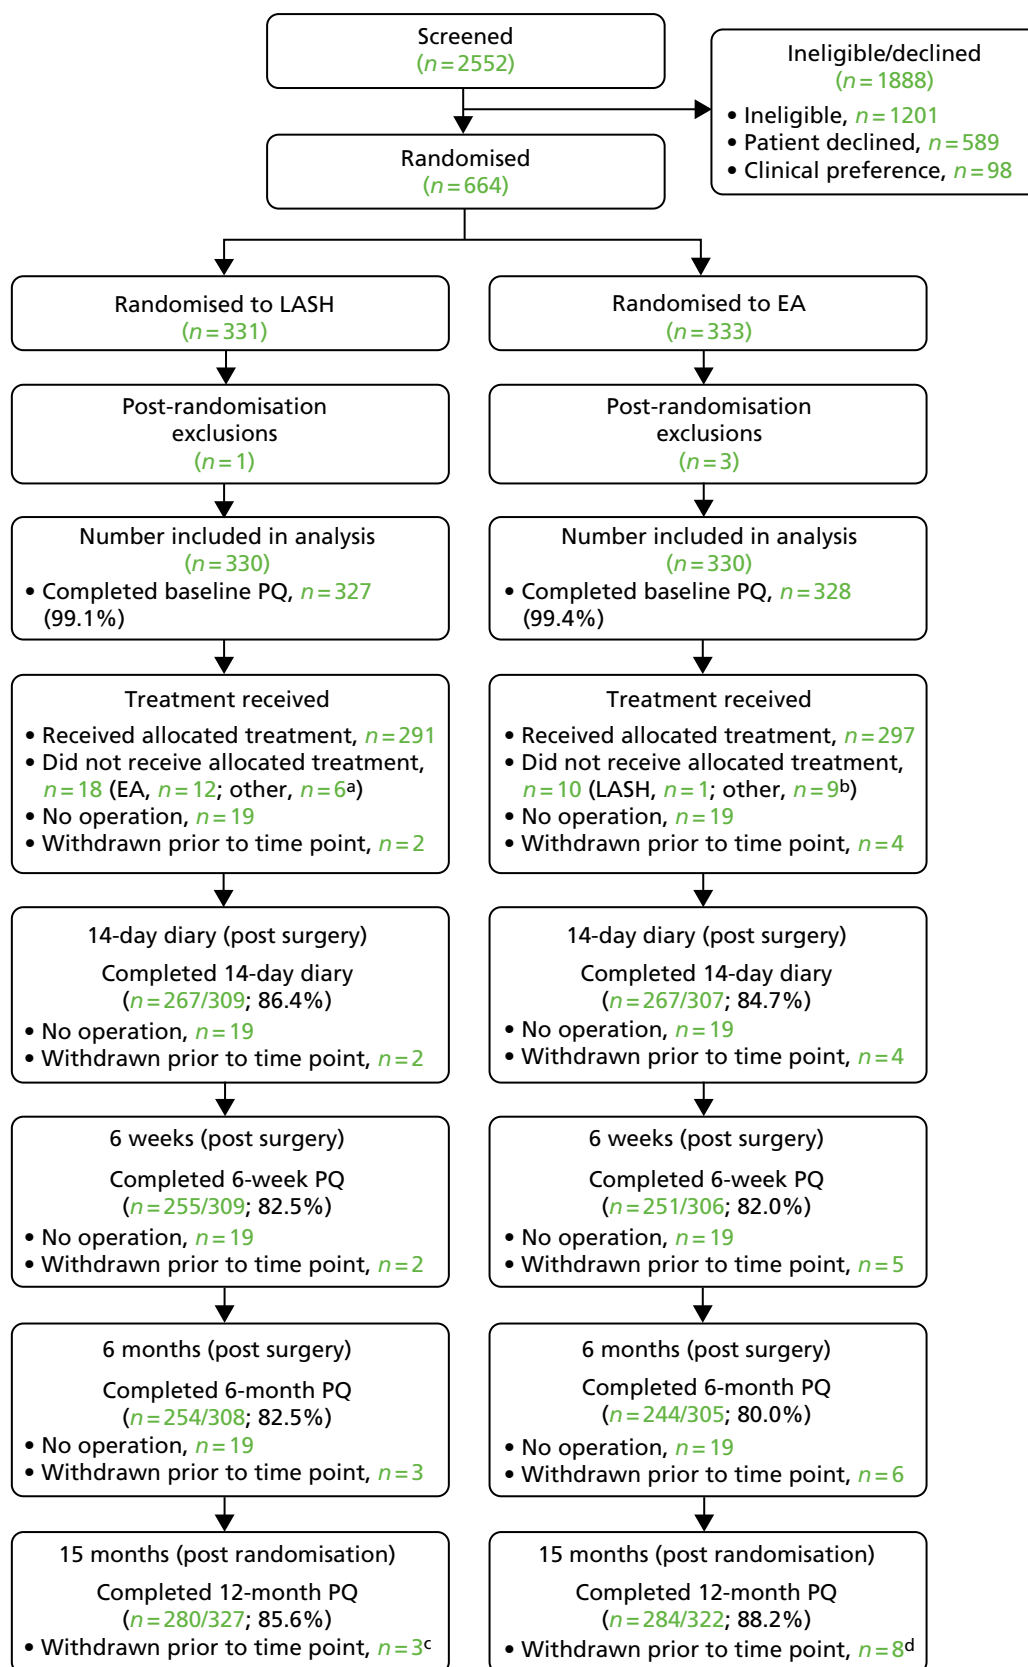 Screened
(n=2552)
Ineligible/declined
(n=1888)
• Ineligible, n=1201
• Patient declined, n=589
• Clinical preference, n=98
Randomised
(n=664)
Randomised to LASH
(n=331)
Randomised to EA
(n=333)
Post-randomisation
exclusions
(n=1)
Post-randomisation
exclusions
(n=3)
Number included in analysis
(n=330)
• Completed baseline PQ, n=327
(99.1%)
Number included in analysis
(n=330)
• Completed baseline PQ, n=328
(99.4%)
Treatment received
• Received allocated treatment, n=291
• Did not receive allocated treatment,
n=18 (EA, n=12; other, n=6a)
• No operation, n=19
• Withdrawn prior to time point, n=2
Treatment received
• Received allocated treatment, n=297
• Did not receive allocated treatment,
n=10 (LASH, n=1; other, n=9b)
• No operation, n=19
• Withdrawn prior to time point, n=4
14-day diary (post surgery)
Completed 14-day diary
(n=267/309; 86.4%)
• No operation, n=19
• Withdrawn prior to time point, n=2
14-day diary (post surgery)
Completed 14-day diary
(n=267/307; 84.7%)
• No operation, n=19
• Withdrawn prior to time point, n=4
6 weeks (post surgery)
Completed 6-week PQ
(n=255/309; 82.5%)
• No operation, n=19
• Withdrawn prior to time point, n=2
6 weeks (post surgery)
Completed 6-week PQ
(n=251/306; 82.0%)
• No operation, n=19
• Withdrawn prior to time point, n=5
6 months (post surgery)
Completed 6-month PQ
(n=254/308; 82.5%)
• No operation, n=19
• Withdrawn prior to time point, n=3
6 months (post surgery)
Completed 6-month PQ
(n=244/305; 80.0%)
• No operation, n=19
• Withdrawn prior to time point, n=6
15 months (post randomisation)
Completed 12-month PQ
(n=280/327; 85.6%)
• Withdrawn prior to time point, n=3c
15 months (post randomisation)
Completed 12-month PQ
(n=284/322; 88.2%)
• Withdrawn prior to time point, n=8d